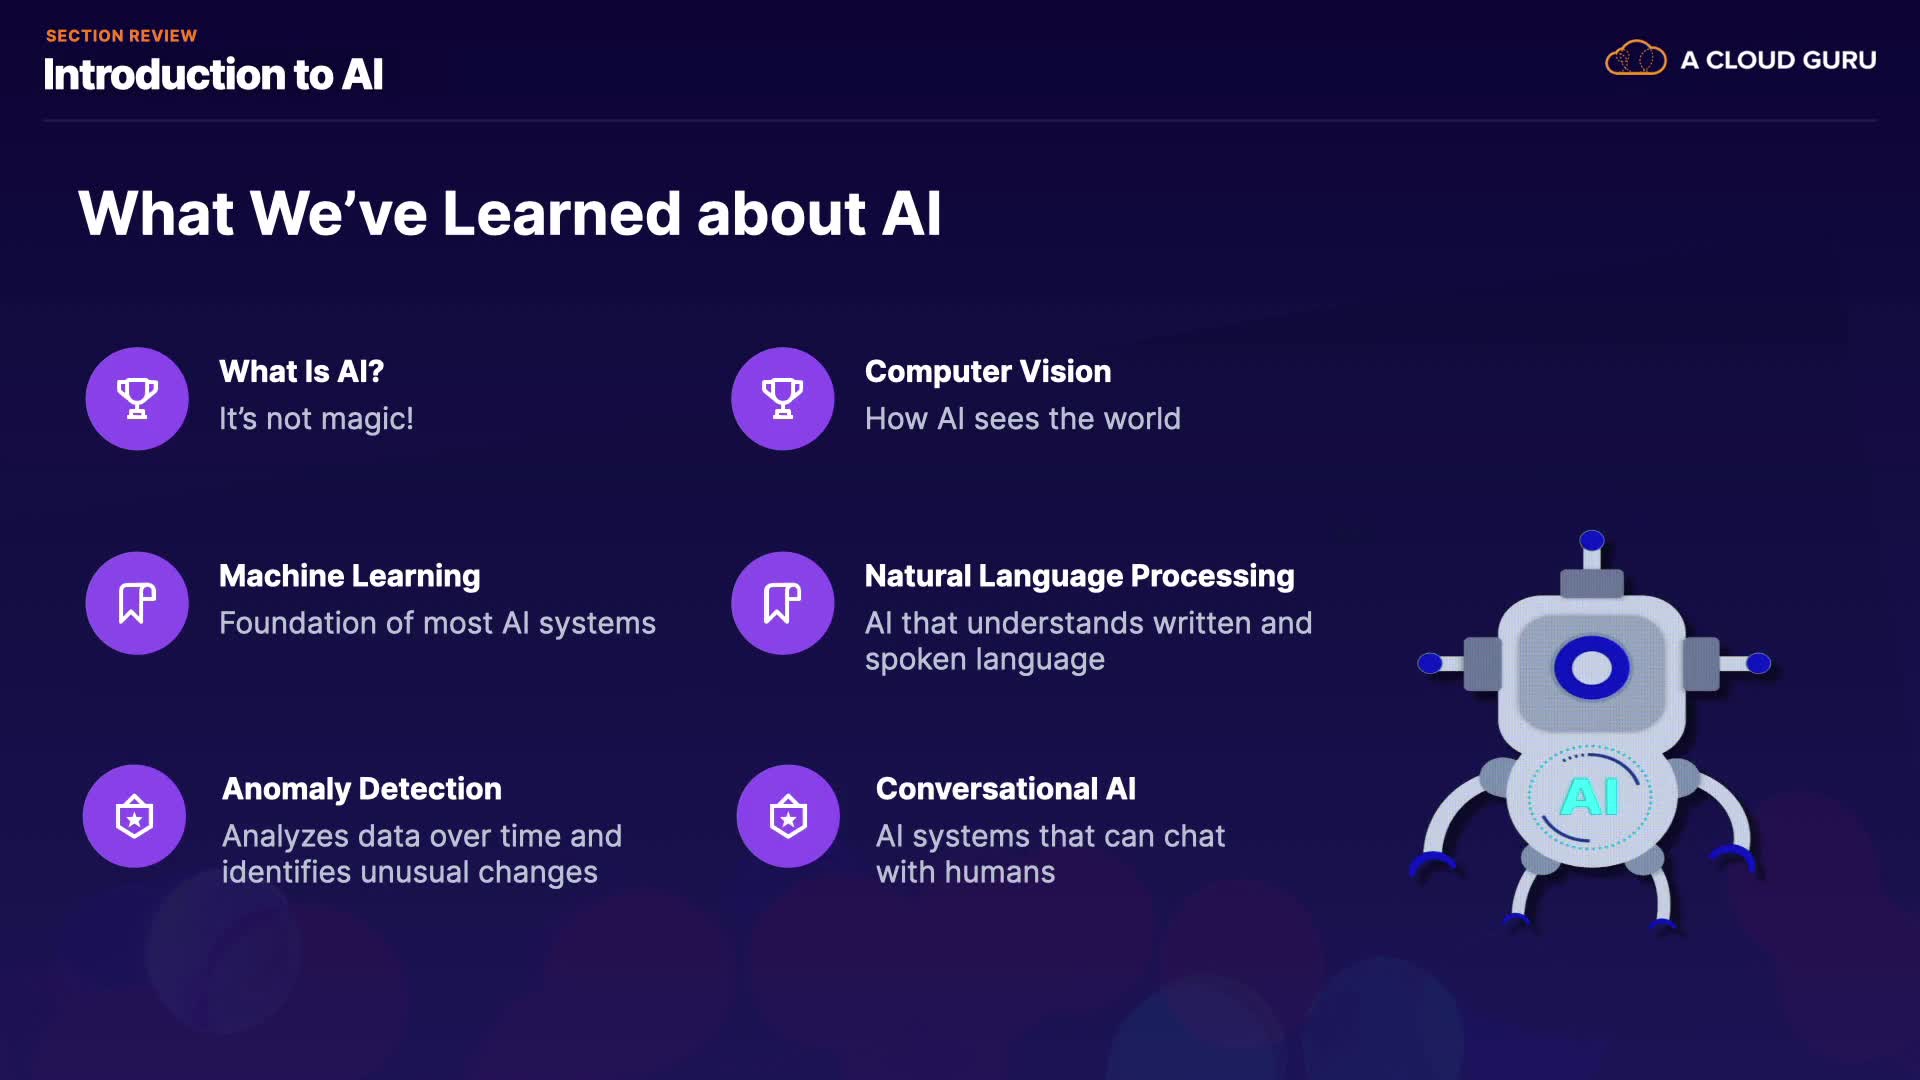 SECTION REVIEW
Introduction to AI
A CLOUD GURU
What We’ve Learned about AI
What Is AI?
It’s not magic!
Computer Vision
How AI sees the world
Machine Learning
Foundation of most AI systems
Natural Language Processing
AI that understands written and
spoken language
Anomaly Detection
Analyzes data over time and
identifies unusual changes
Conversational AI
AI systems that can chat
with humans
AI